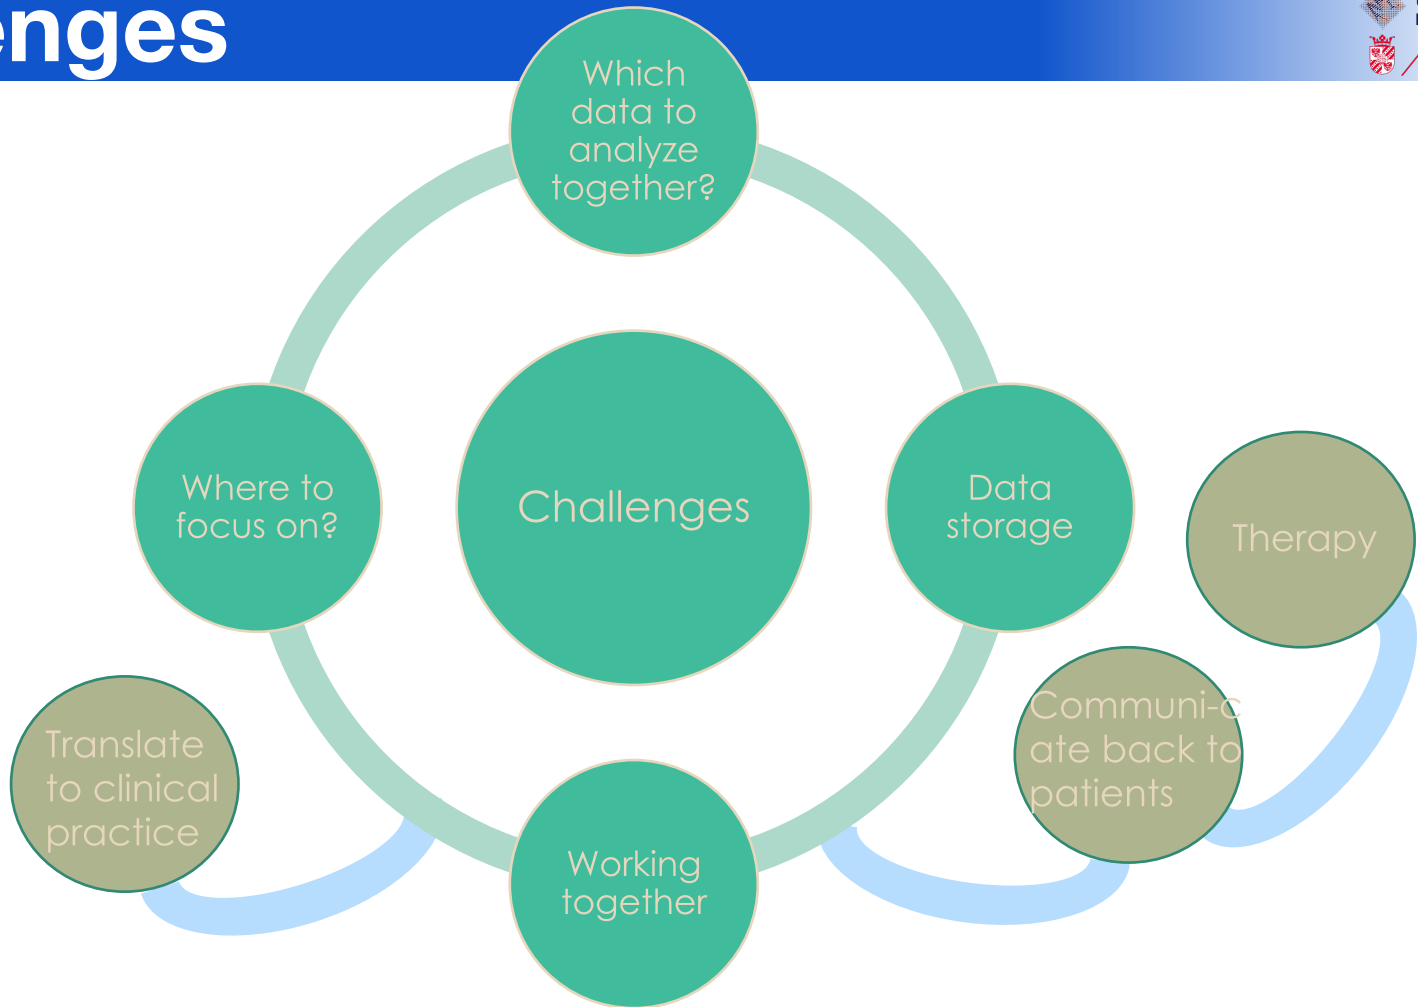 enges
Which
data to
analyze
together?
Where to
focus on?
Challenges
Data
storage
Therapy
Translate
to clinical
practice
Communi-c
ate back to
patients
Working
together